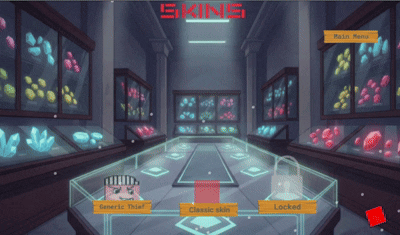 SKINS
Main Menu
Generic Thief
Classic skin
Locked